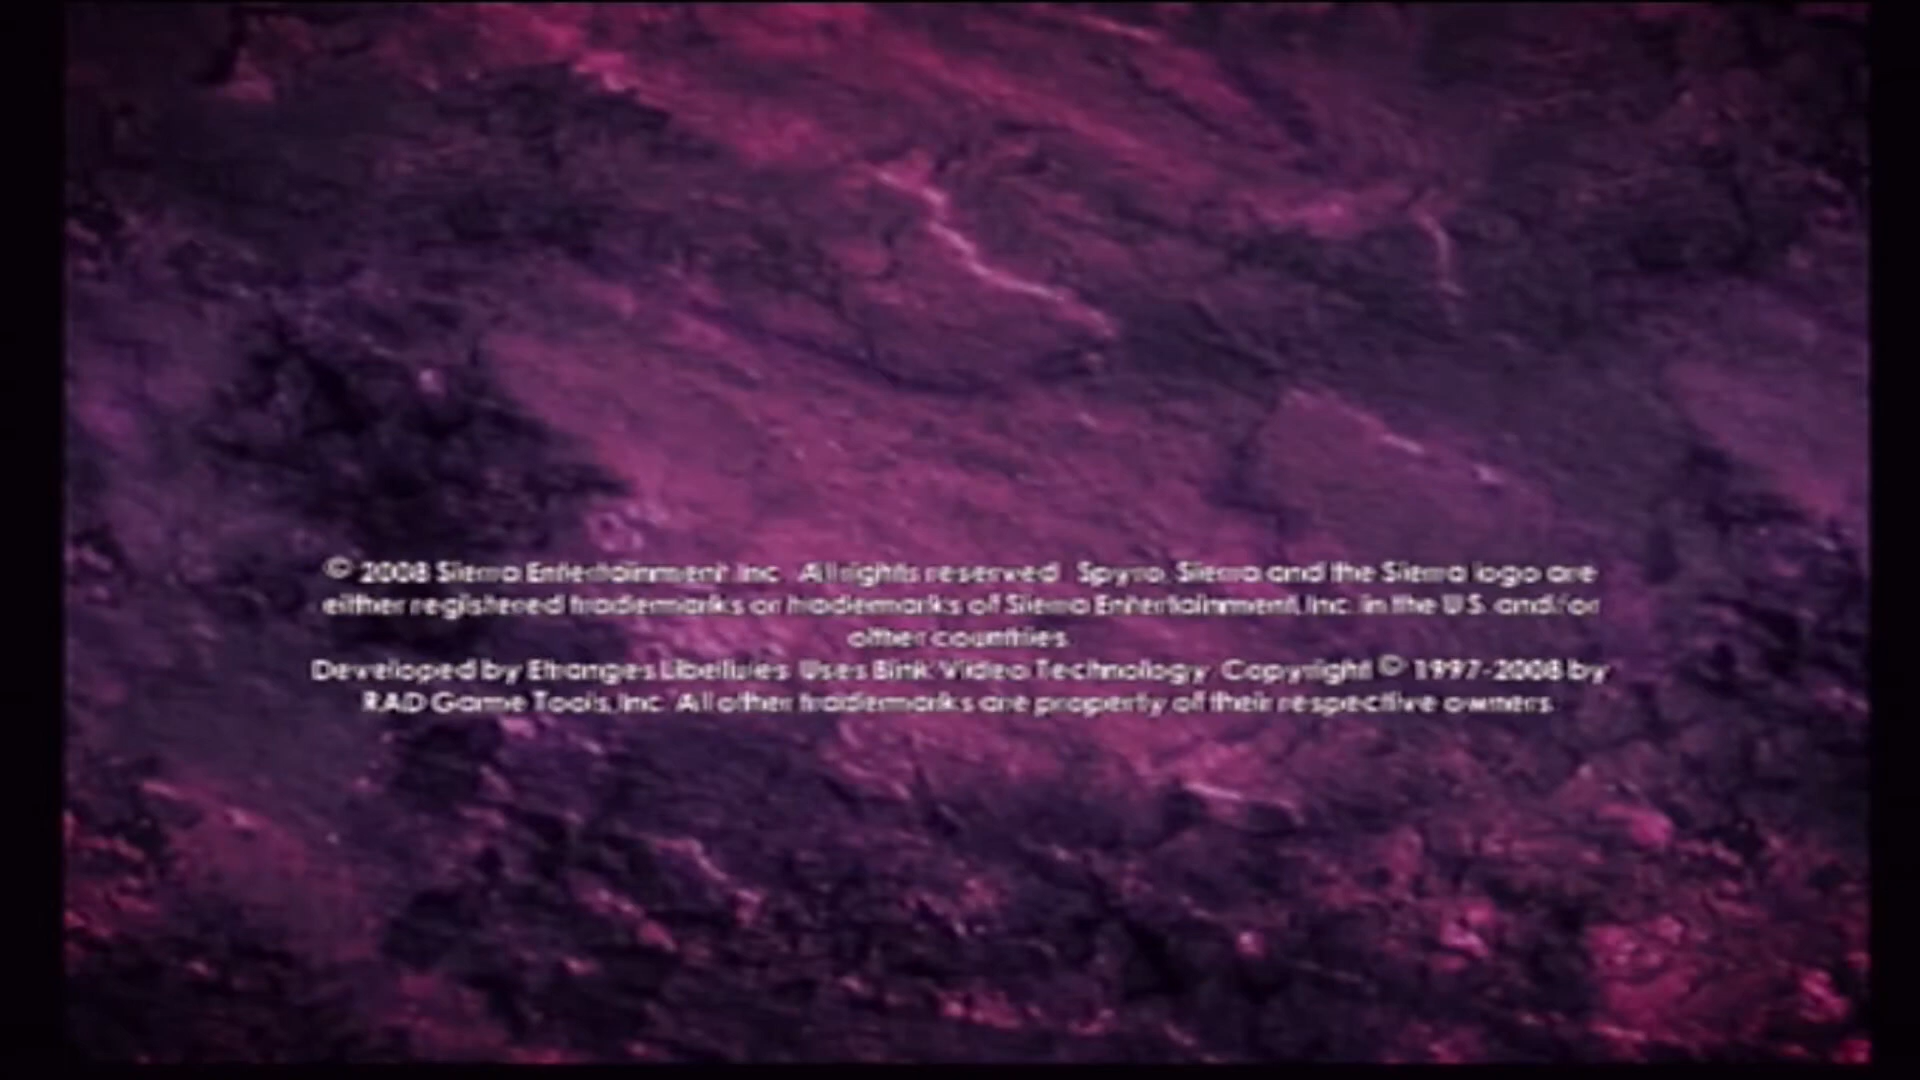 © 2008 Sierra Entertainment, Inc. All rights reserved. Spyro, Sierra and the Sierra logo are
either registered trademarks or trademarks of Sierra Entertainment, Inc. in the U.S. and/or
other countries.
Developed by Etranges Libellules. Uses Bink Video Technology. Copyright © 1997-2008 by
RAD Game Tools, Inc. All other trademarks are property of their respective owners.